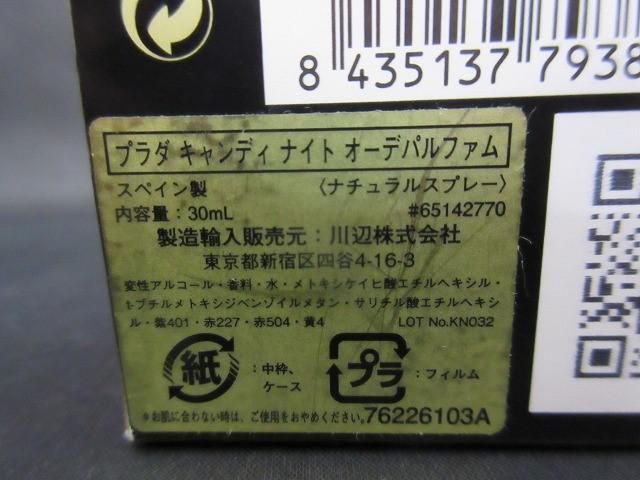 8 435137 7938
プラダ キャンディ ナイト オーデパルファム
スペイン製 〈ナチュラルスプレー〉
内容量：30mL #65142770
製造輸入販売元：川辺株式会社
東京都新宿区四谷4-16-3
変性アルコール・香料・水・メトキシケイヒ酸エチルヘキシル・
t-ブチルメトキシジベンゾイルメタン・サリチル酸エチルヘキシ
ル・紫401・赤227・赤504・黄4 LOT No.KN032
紙 ：中枠、ケース
プラ ：フィルム
※お肌に合わない時は、ご使用をおやめください。76226103A